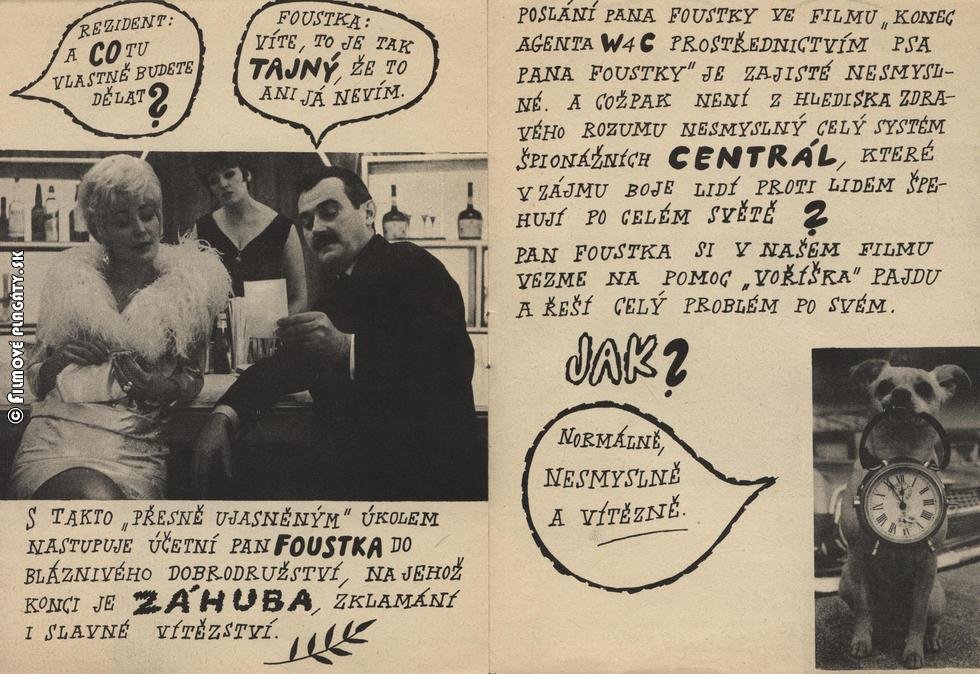 REZIDENT:
A CO TU
VLASTNĚ BUDETE
DĚLAT?
FOUSTKA:
VÍTE, TO JE TAK
TAJNÝ, ŽE TO
ANI JÁ NEVÍM.
S TAKTO „PŘESNĚ UJASNĚNÝM" ÚKOLEM
NASTUPUJE ÚČETNÍ PAN FOUSTKA DO
BLÁZNIVÉHO DOBRODRUŽSTVÍ, NA JEHOŽ
KONCI JE ZÁHUBA, ZKLAMÁNÍ
I SLAVNÉ VÍTĚZSTVÍ.
POSLÁNÍ PANA FOUSTKY VE FILMU „KONEC
AGENTA W4C PROSTŘEDNICTVÍM PSA
PANA FOUSTKY" JE ZAJISTÉ NESMYSL-
NÉ. A COŽPAK NENÍ Z HLEDISKA ZDRA-
VÉHO ROZUMU NESMYSLNÝ CELÝ SYSTÉM
ŠPIONÁŽNÍCH CENTRÁL, KTERÉ
V ZÁJMU BOJE LIDÍ PROTI LIDEM ŠPE-
HUJÍ PO CELÉM SVĚTĚ ?
PAN FOUSTKA SI V NAŠEM FILMU
VEZME NA POMOC „VOŘÍŠKA" PAJDU
A ŘEŠÍ CELÝ PROBLÉM PO SVÉM.
JAK?
NORMÁLNĚ,
NESMYSLNĚ
A VÍTĚZNĚ.
© FILMOVE PLAGÁTY.SK